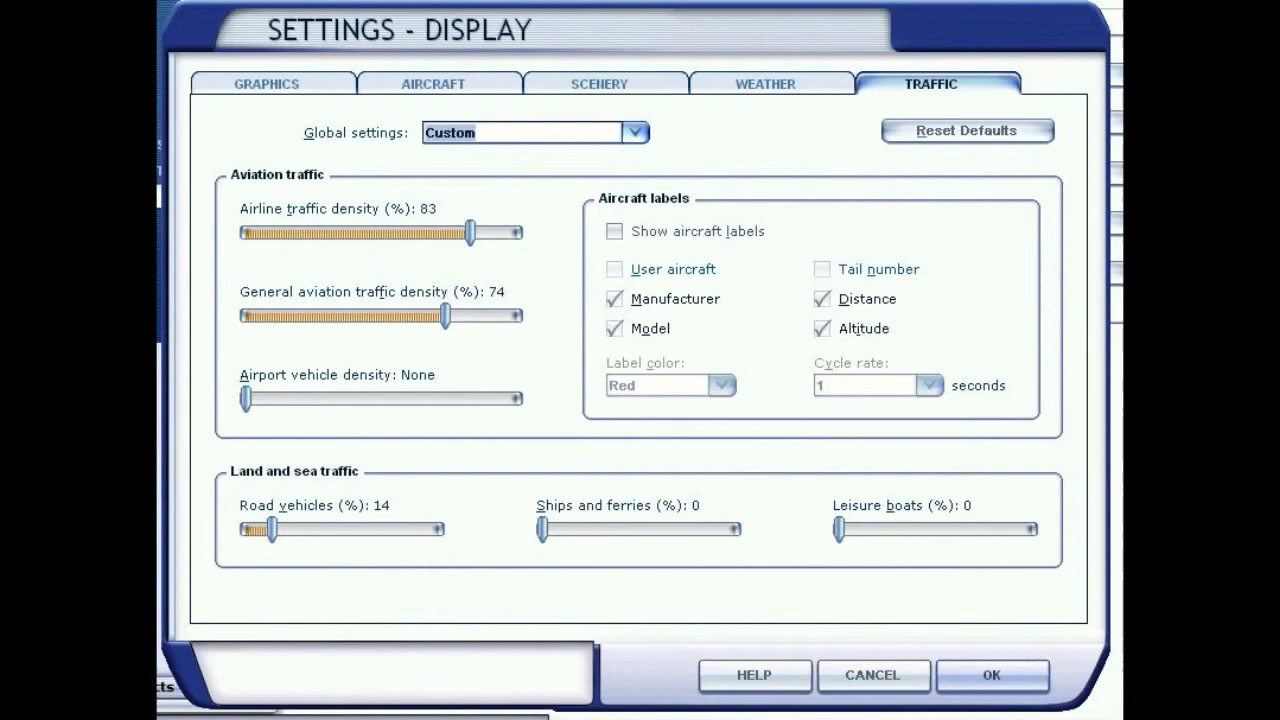 SETTINGS - DISPLAY
GRAPHICS AIRCRAFT SCENERY WEATHER TRAFFIC
Global settings: Custom Reset Defaults
Aviation traffic
Airline traffic density (%): 83
General aviation traffic density (%): 74
Airport vehicle density: None
Aircraft labels
Show aircraft labels
User aircraft Tail number
Manufacturer Distance
Model Altitude
Label color: Cycle rate:
Red 1 seconds
Land and sea traffic
Road vehicles (%): 14 Ships and ferries (%): 0 Leisure boats (%): 0
HELP CANCEL OK
cts